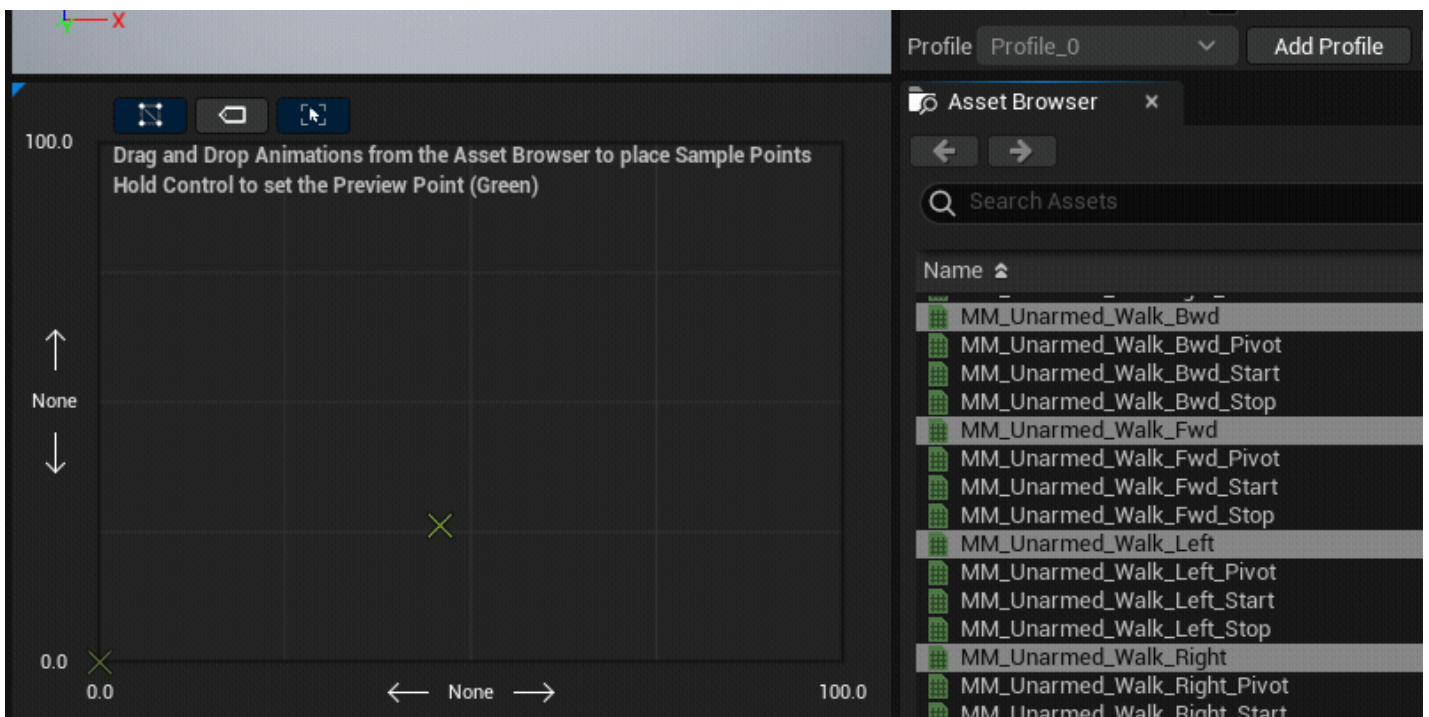 Y
X
Profile Profile_0 Add Profile
Asset Browser ×
100.0
Drag and Drop Animations from the Asset Browser to place Sample Points
Hold Control to set the Preview Point (Green)
Search Assets
Name
MM_Unarmed_Walk_Bwd
MM_Unarmed_Walk_Bwd_Pivot
MM_Unarmed_Walk_Bwd_Start
MM_Unarmed_Walk_Bwd_Stop
MM_Unarmed_Walk_Fwd
MM_Unarmed_Walk_Fwd_Pivot
MM_Unarmed_Walk_Fwd_Start
MM_Unarmed_Walk_Fwd_Stop
MM_Unarmed_Walk_Left
MM_Unarmed_Walk_Left_Pivot
MM_Unarmed_Walk_Left_Start
MM_Unarmed_Walk_Left_Stop
MM_Unarmed_Walk_Right
MM_Unarmed_Walk_Right_Pivot
MM_Unarmed_Walk_Right_Start
None
0.0
0.0 None 100.0